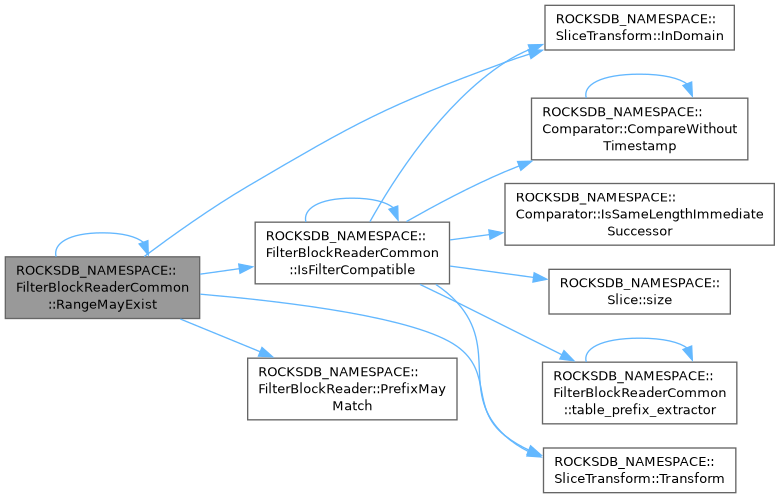 ROCKSDB_NAMESPACE::
SliceTransform::InDomain
ROCKSDB_NAMESPACE::
Comparator::CompareWithout
Timestamp
ROCKSDB_NAMESPACE::
Comparator::IsSameLengthImmediate
Successor
ROCKSDB_NAMESPACE::
FilterBlockReaderCommon
::IsFilterCompatible
ROCKSDB_NAMESPACE::
FilterBlockReaderCommon
::RangeMayExist
ROCKSDB_NAMESPACE::
Slice::size
ROCKSDB_NAMESPACE::
FilterBlockReader::PrefixMay
Match
ROCKSDB_NAMESPACE::
FilterBlockReaderCommon
::table_prefix_extractor
ROCKSDB_NAMESPACE::
SliceTransform::Transform